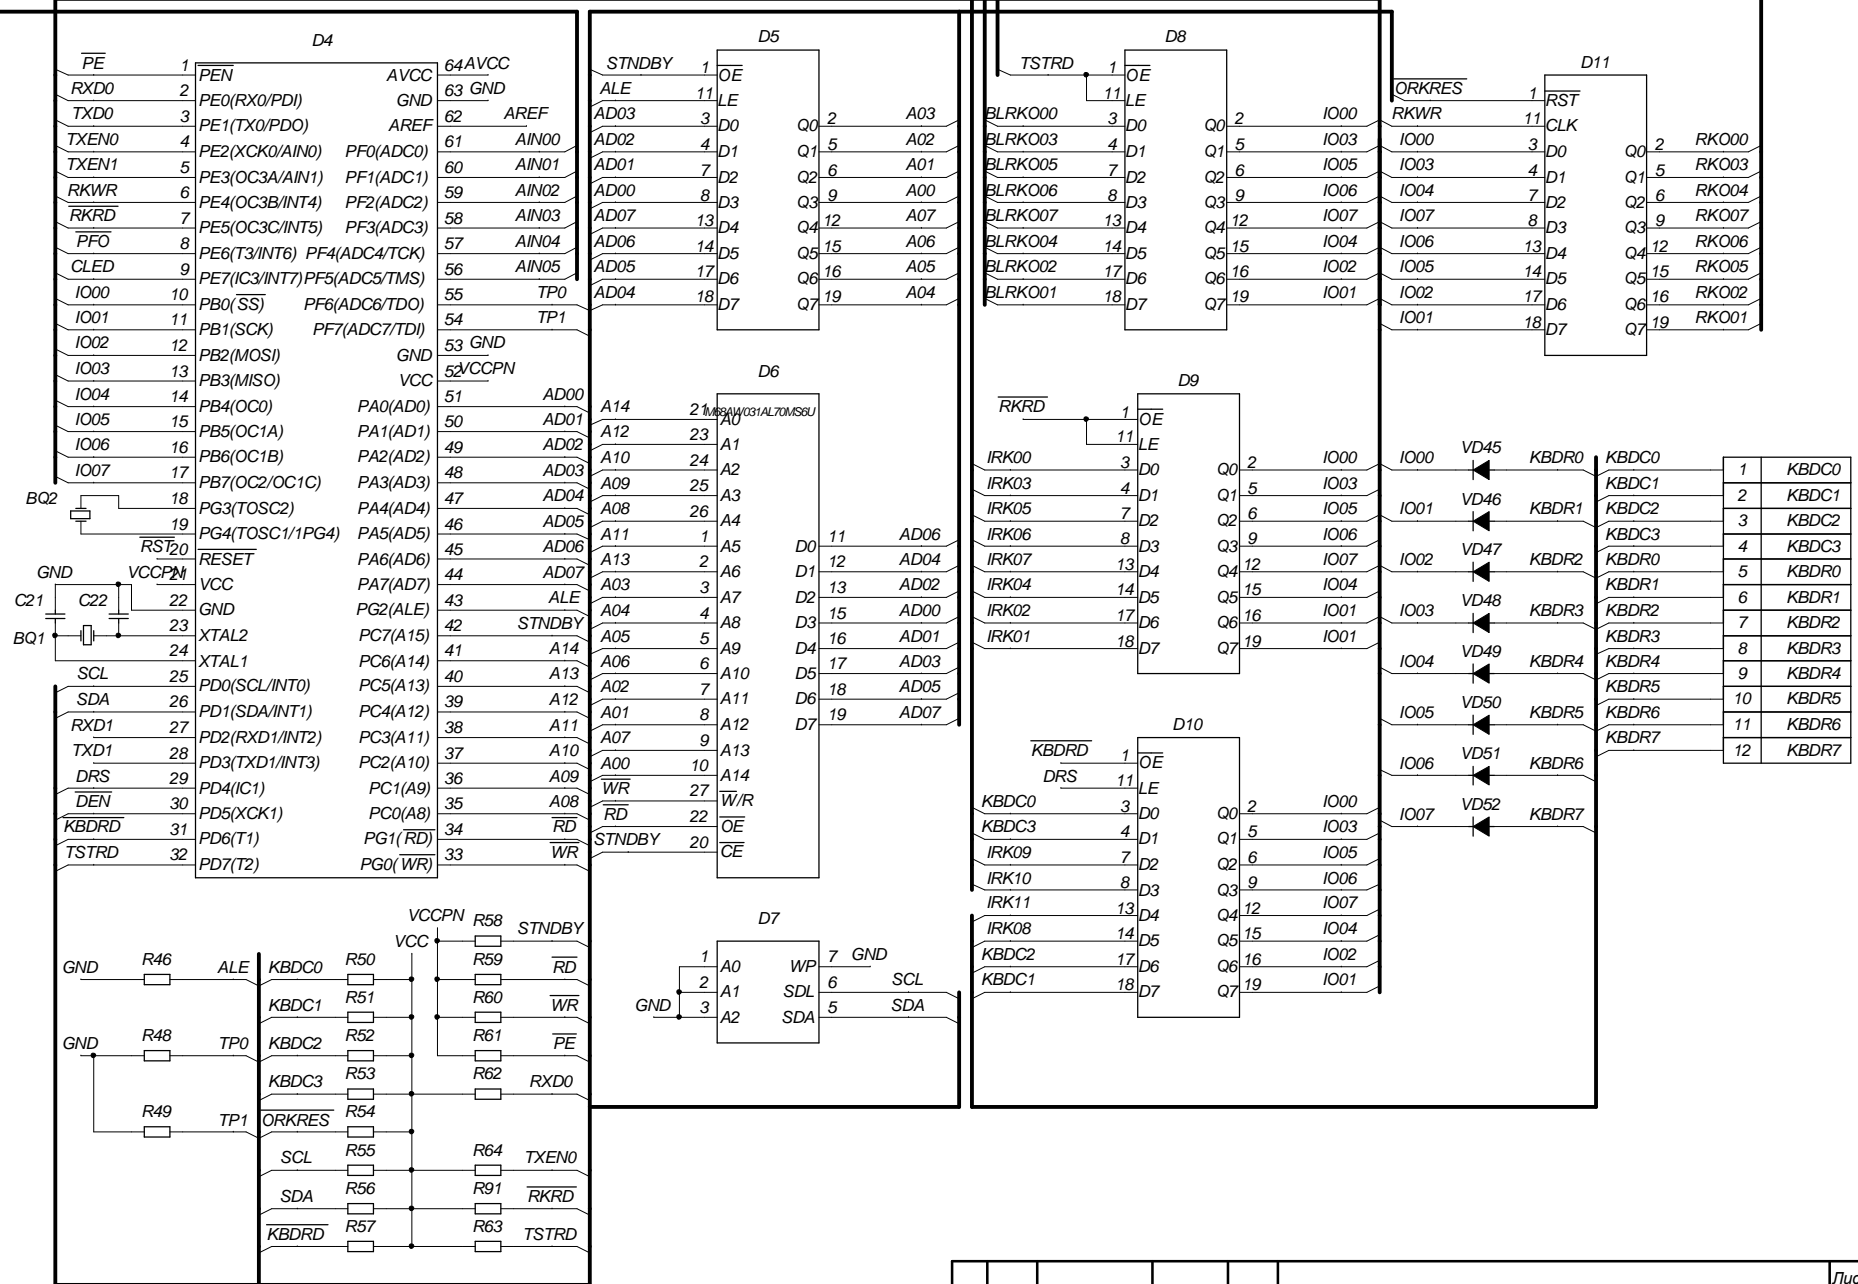 D4
PE 1 PEN AVCC 64 AVCC
RXD0 2 PE0(RX0/PDI) GND 63 GND
TXD0 3 PE1(TX0/PDO) AREF 62 AREF
TXEN0 4 PE2(XCK0/AIN0) PF0(ADC0) 61 AIN00
TXEN1 5 PE3(OC3A/AIN1) PF1(ADC1) 60 AIN01
RKWR 6 PE4(OC3B/INT4) PF2(ADC2) 59 AIN02
RKRD 7 PE5(OC3C/INT5) PF3(ADC3) 58 AIN03
PFO 8 PE6(T3/INT6) PF4(ADC4/TCK) 57 AIN04
CLED 9 PE7(IC3/INT7) PF5(ADC5/TMS) 56 AIN05
IO00 10 PB0(SS) PF6(ADC6/TDO) 55 TP0
IO01 11 PB1(SCK) PF7(ADC7/TDI) 54 TP1
IO02 12 PB2(MOSI) GND 53 GND
IO03 13 PB3(MISO) VCC 52 VCCPN
IO04 14 PB4(OC0) PA0(AD0) 51 AD00
IO05 15 PB5(OC1A) PA1(AD1) 50 AD01
IO06 16 PB6(OC1B) PA2(AD2) 49 AD02
IO07 17 PB7(OC2/OC1C) PA3(AD3) 48 AD03
BQ2 18 PG3(TOSC2) PA4(AD4) 47 AD04
19 PG4(TOSC1/1PG4) PA5(AD5) 46 AD05
RST 20 RESET PA6(AD6) 45 AD06
GND VCCPN 21 VCC PA7(AD7) 44 AD07
C21 C22 22 GND PG2(ALE) 43 ALE
BQ1 23 XTAL2 PC7(A15) 42 STNDBY
24 XTAL1 PC6(A14) 41 A14
SCL 25 PD0(SCL/INT0) PC5(A13) 40 A13
SDA 26 PD1(SDA/INT1) PC4(A12) 39 A12
RXD1 27 PD2(RXD1/INT2) PC3(A11) 38 A11
TXD1 28 PD3(TXD1/INT3) PC2(A10) 37 A10
DRS 29 PD4(IC1) PC1(A9) 36 A09
DEN 30 PD5(XCK1) PC0(A8) 35 A08
KBDRD 31 PD6(T1) PG1(RD) 34 RD
TSTRD 32 PD7(T2) PG0(WR) 33 WR
VCCPN R58 STNDBY
VCC
GND R46 ALE KBDC0 R50 R59 RD
KBDC1 R51 R60 WR
GND R48 TP0 KBDC2 R52 R61 PE
KBDC3 R53 R62 RXD0
R49 TP1 ORKRES R54
SCL R55 R64 TXEN0
SDA R56 R91 RKRD
KBDRD R57 R63 TSTRD
D5
STNDBY 1 OE
ALE 11 LE
AD03 3 D0 Q0 2 A03
AD02 4 D1 Q1 5 A02
AD01 7 D2 Q2 6 A01
AD00 8 D3 Q3 9 A00
AD07 13 D4 Q4 12 A07
AD06 14 D5 Q5 15 A06
AD05 17 D6 Q6 16 A05
AD04 18 D7 Q7 19 A04
D6
M68AW031AL70MS6U
A14 21 A0
A12 23 A1
A10 24 A2
A09 25 A3
A08 26 A4
A11 1 A5 D0 11 AD06
A13 2 A6 D1 12 AD04
A03 3 A7 D2 13 AD02
A04 4 A8 D3 15 AD00
A05 5 A9 D4 16 AD01
A06 6 A10 D5 17 AD03
A02 7 A11 D6 18 AD05
A01 8 A12 D7 19 AD07
A07 9 A13
A00 10 A14
WR 27 W/R
RD 22 OE
STNDBY 20 CE
D7
1 A0 WP 7 GND
2 A1 SDL 6 SCL
GND 3 A2 SDA 5 SDA
D8
TSTRD 1 OE
11 LE
BLRKO00 3 D0 Q0 2 IO00
BLRKO03 4 D1 Q1 5 IO03
BLRKO05 7 D2 Q2 6 IO05
BLRKO06 8 D3 Q3 9 IO06
BLRKO07 13 D4 Q4 12 IO07
BLRKO04 14 D5 Q5 15 IO04
BLRKO02 17 D6 Q6 16 IO02
BLRKO01 18 D7 Q7 19 IO01
D9
RKRD 1 OE
11 LE
IRK00 3 D0 Q0 2 IO00
IRK03 4 D1 Q1 5 IO03
IRK05 7 D2 Q2 6 IO05
IRK06 8 D3 Q3 9 IO06
IRK07 13 D4 Q4 12 IO07
IRK04 14 D5 Q5 15 IO04
IRK02 17 D6 Q6 16 IO01
IRK01 18 D7 Q7 19 IO01
D10
KBDRD 1 OE
DRS 11 LE
KBDC0 3 D0 Q0 2 IO00
KBDC3 4 D1 Q1 5 IO03
IRK09 7 D2 Q2 6 IO05
IRK10 8 D3 Q3 9 IO06
IRK11 13 D4 Q4 12 IO07
IRK08 14 D5 Q5 15 IO04
KBDC2 17 D6 Q6 16 IO02
KBDC1 18 D7 Q7 19 IO01
D11
ORKRES 1 RST
RKWR 11 CLK
IO00 3 D0 Q0 2 RKO00
IO03 4 D1 Q1 5 RKO03
IO04 7 D2 Q2 6 RKO04
IO07 8 D3 Q3 9 RKO07
IO06 13 D4 Q4 12 RKO06
IO05 14 D5 Q5 15 RKO05
IO02 17 D6 Q6 16 RKO02
IO01 18 D7 Q7 19 RKO01
IO00 VD45 KBDR0
IO01 VD46 KBDR1
IO02 VD47 KBDR2
IO03 VD48 KBDR3
IO04 VD49 KBDR4
IO05 VD50 KBDR5
IO06 VD51 KBDR6
IO07 VD52 KBDR7
KBDC0 1 KBDC0
KBDC1 2 KBDC1
KBDC2 3 KBDC2
KBDC3 4 KBDC3
KBDR0 5 KBDR0
KBDR1 6 KBDR1
KBDR2 7 KBDR2
KBDR3 8 KBDR3
KBDR4 9 KBDR4
KBDR5 10 KBDR5
KBDR6 11 KBDR6
KBDR7 12 KBDR7